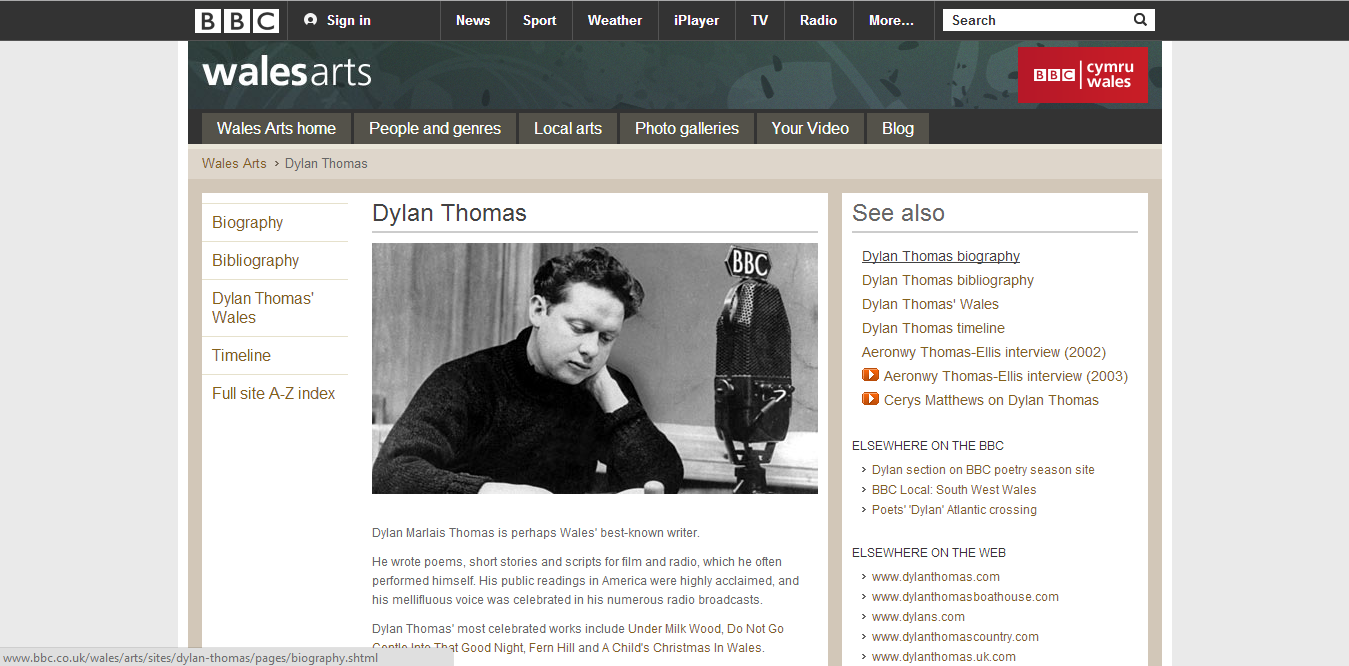 BBC Sign in News Sport Weather iPlayer TV Radio More... Search
walesarts
BBC cymru wales
Wales Arts home People and genres Local arts Photo galleries Your Video Blog
Wales Arts › Dylan Thomas
Biography
Bibliography
Dylan Thomas'
Wales
Timeline
Full site A-Z index
Dylan Thomas
BBC
Dylan Marlais Thomas is perhaps Wales' best-known writer.
He wrote poems, short stories and scripts for film and radio, which he often
performed himself. His public readings in America were highly acclaimed, and
his mellifluous voice was celebrated in his numerous radio broadcasts.
Dylan Thomas' most celebrated works include Under Milk Wood, Do Not Go
Gentle Into That Good Night, Fern Hill and A Child's Christmas In Wales.
See also
Dylan Thomas biography
Dylan Thomas bibliography
Dylan Thomas' Wales
Dylan Thomas timeline
Aeronwy Thomas-Ellis interview (2002)
Aeronwy Thomas-Ellis interview (2003)
Cerys Matthews on Dylan Thomas
ELSEWHERE ON THE BBC
› Dylan section on BBC poetry season site
› BBC Local: South West Wales
› Poets' 'Dylan' Atlantic crossing
ELSEWHERE ON THE WEB
› www.dylanthomas.com
› www.dylanthomasboathouse.com
› www.dylans.com
› www.dylanthomascountry.com
› www.dylanthomas.uk.com
www.bbc.co.uk/wales/arts/sites/dylan-thomas/pages/biography.shtml